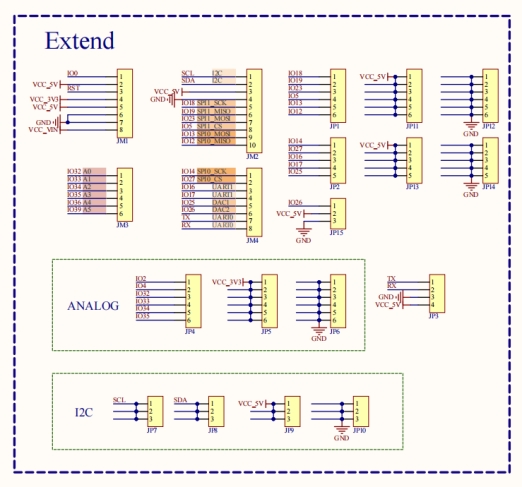 Extend
IO0 1
VCC_5V 2
RST 3
VCC_3V3 4
VCC_5V 5
6
GND 7
VCC_VIN 8
JM1
SCL I2C 1
SDA I2C 2
VCC_5V 3
GND 4
IO18 SPI1_SCK 5
IO19 SPI1_MISO 6
IO23 SPI1_MOSI 7
IO5 SPI1_CS 8
IO13 SPI0_MOSI 9
IO12 SPI0_MISO 10
JM2
IO18 1
IO19 2
IO23 3
IO5 4
IO13 5
IO12 6
JP1
VCC_5V 1
2
3
4
5
6
JP11
1
2
3
4
5
6
GND
JP12
IO32 A0 1
IO33 A1 2
IO34 A2 3
IO35 A3 4
IO36 A4 5
IO39 A5 6
JM3
IO14 SPI0_SCK 1
IO27 SPI0_CS 2
IO16 UART1 3
IO17 UART1 4
IO25 DAC1 5
IO26 DAC2 6
TX UART0 7
RX UART0 8
JM4
IO14 1
IO27 2
IO16 3
IO17 4
IO25 5
JP2
VCC_5V 1
2
3
4
5
JP13
1
2
3
4
5
GND
JP14
IO26 1
VCC_5V 2
3
GND
JP15
ANALOG
IO2 1
IO4 2
IO32 3
IO33 4
IO34 5
IO35 6
JP4
VCC_3V3 1
2
3
4
5
6
JP5
1
2
3
4
5
6
GND
JP6
TX 1
RX 2
GND 3
VCC_5V 4
JP3
I2C
SCL 1
2
3
JP7
SDA 1
2
3
JP8
VCC_5V 1
2
3
JP9
1
2
3
GND
JP10